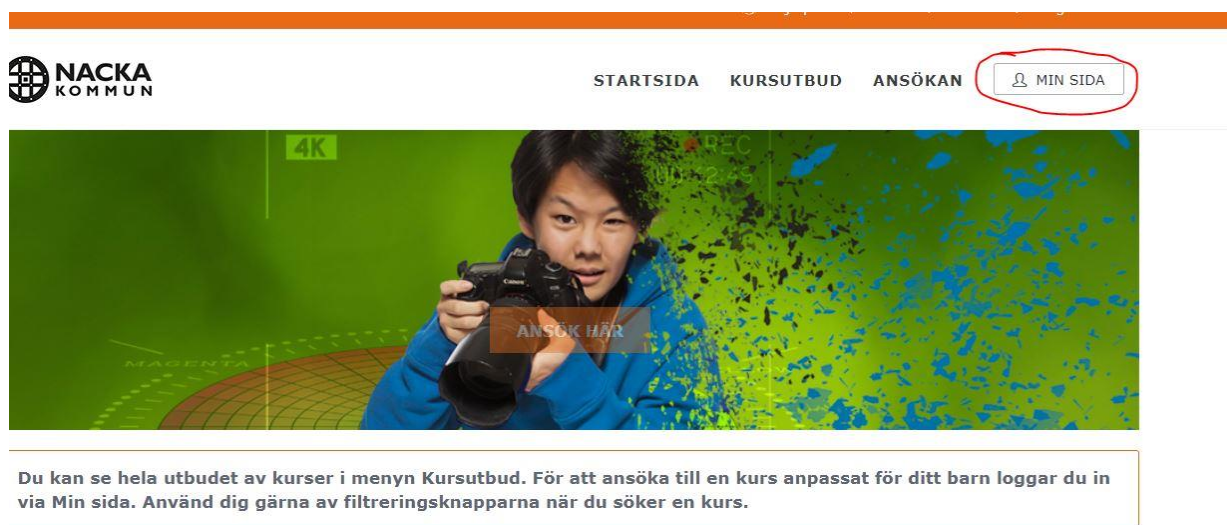 NACKA
KOMMUN
STARTSIDA KURSUTBUD ANSÖKAN MIN SIDA
4K
REC
ANSÖK HÄR
MAGENTA
Canon
Du kan se hela utbudet av kurser i menyn Kursutbud. För att ansöka till en kurs anpassat för ditt barn loggar du in
via Min sida. Använd dig gärna av filtreringsknapparna när du söker en kurs.